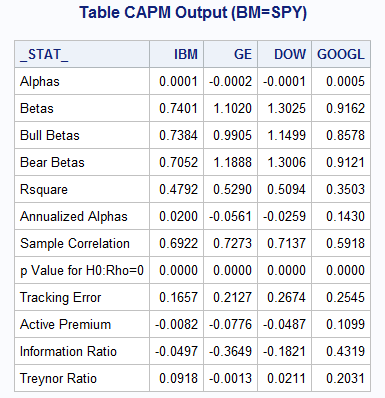 Table CAPM Output (BM=SPY)
_STAT_ IBM GE DOW GOOGL
Alphas 0.0001 -0.0002 -0.0001 0.0005
Betas 0.7401 1.1020 1.3025 0.9162
Bull Betas 0.7384 0.9905 1.1499 0.8578
Bear Betas 0.7052 1.1888 1.3006 0.9121
Rsquare 0.4792 0.5290 0.5094 0.3503
Annualized Alphas 0.0200 -0.0561 -0.0259 0.1430
Sample Correlation 0.6922 0.7273 0.7137 0.5918
p Value for H0:Rho=0 0.0000 0.0000 0.0000 0.0000
Tracking Error 0.1657 0.2127 0.2674 0.2545
Active Premium -0.0082 -0.0776 -0.0487 0.1099
Information Ratio -0.0497 -0.3649 -0.1821 0.4319
Treynor Ratio 0.0918 -0.0013 0.0211 0.2031